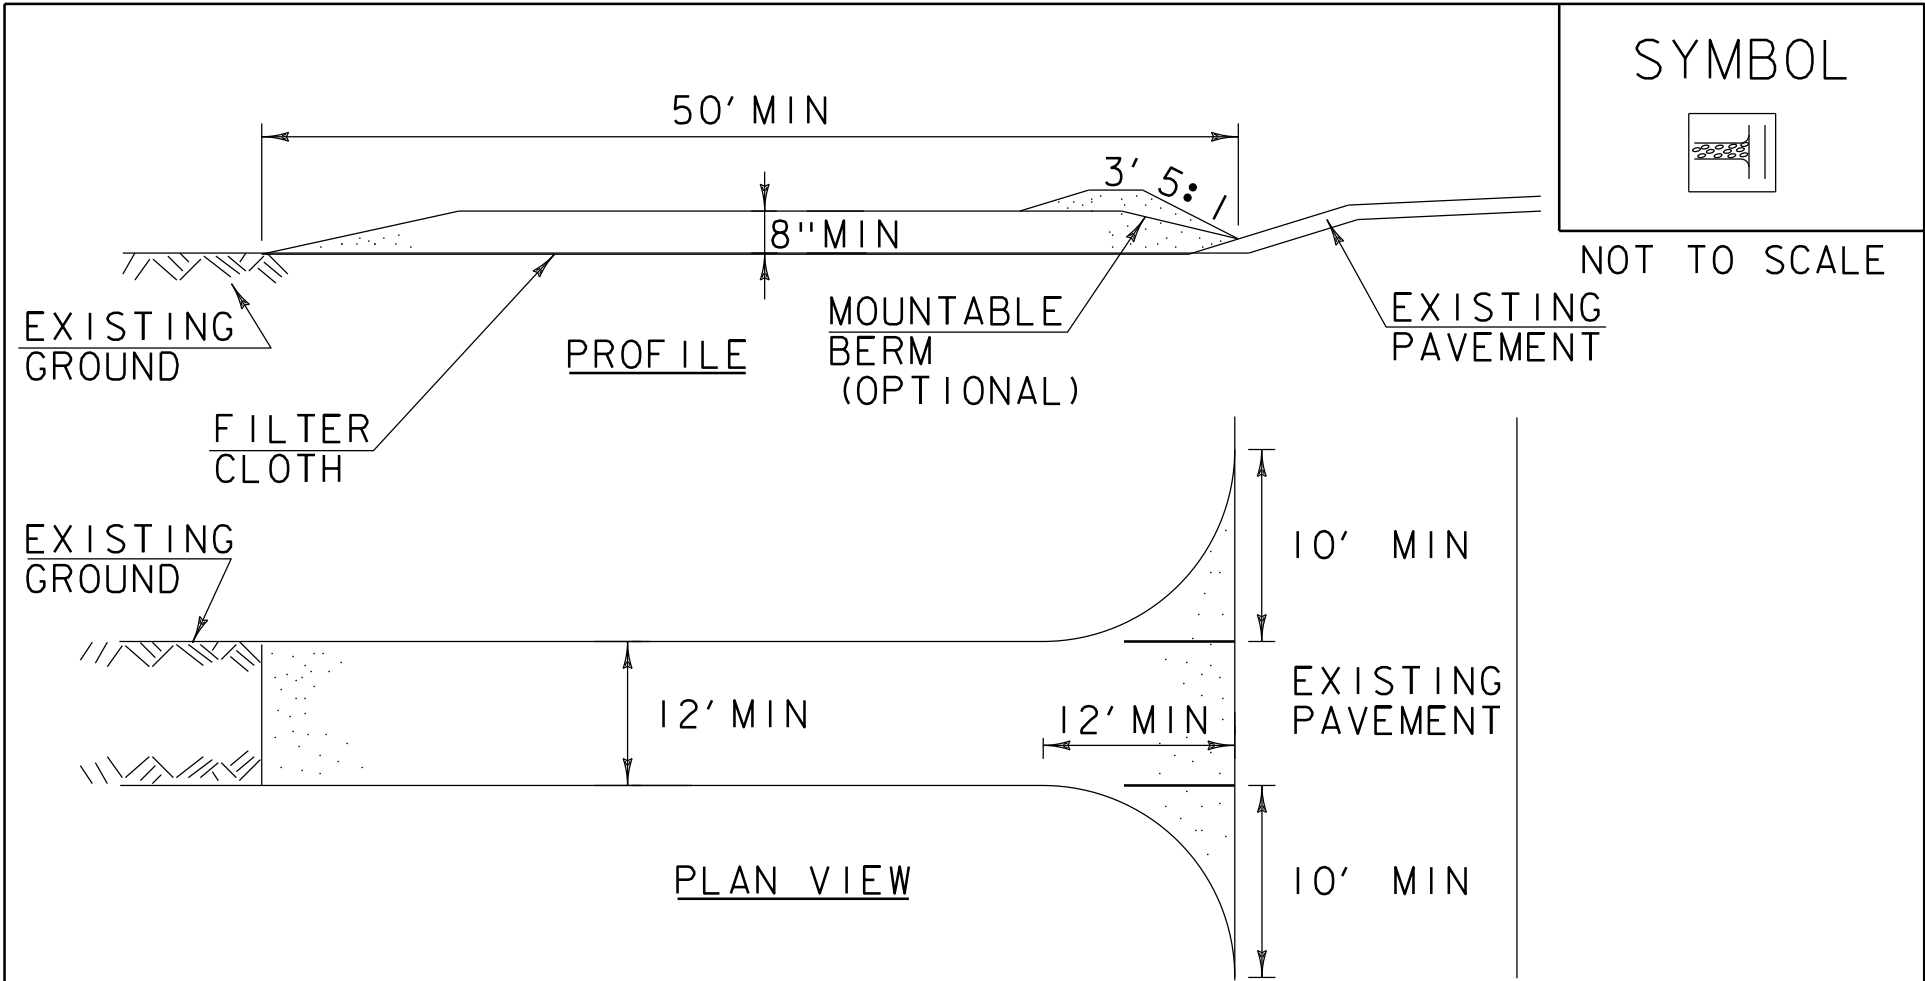 SYMBOL
50' MIN
3' 5:1
8" MIN
NOT TO SCALE
EXISTING
GROUND
MOUNTABLE
BERM
(OPTIONAL)
EXISTING
PAVEMENT
PROFILE
FILTER
CLOTH
EXISTING
GROUND
10' MIN
12' MIN
12' MIN
EXISTING
PAVEMENT
PLAN VIEW
10' MIN